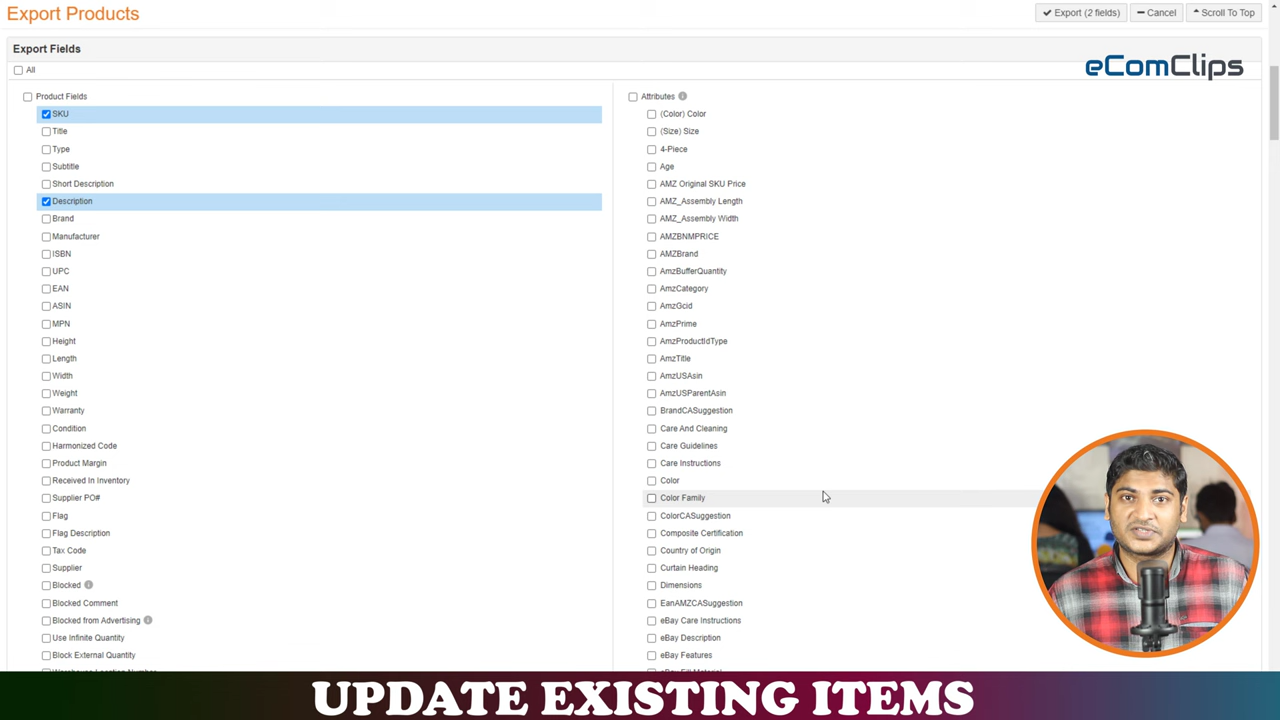 Export Products
Export (2 fields)
Cancel
Scroll To Top
Export Fields
eComClips
All
Product Fields
SKU
Title
Type
Subtitle
Short Description
Description
Brand
Manufacturer
ISBN
UPC
EAN
ASIN
MPN
Height
Length
Width
Weight
Warranty
Condition
Harmonized Code
Product Margin
Received In Inventory
Supplier PO#
Flag
Flag Description
Tax Code
Supplier
Blocked
Blocked Comment
Blocked from Advertising
Use Infinite Quantity
Block External Quantity
Attributes
(Color) Color
(Size) Size
4-Piece
Age
AMZ Original SKU Price
AMZ_Assembly Length
AMZ_Assembly Width
AMZBNMPRICE
AMZBrand
AmzBufferQuantity
AmzCategory
AmzGcid
AmzPrime
AmzProductIdType
AmzTitle
AmzUSAsin
AmzUSParentAsin
BrandCASuggestion
Care And Cleaning
Care Guidelines
Care Instructions
Color
Color Family
ColorCASuggestion
Composite Certification
Country of Origin
Curtain Heading
Dimensions
EanAMZCASuggestion
eBay Care Instructions
eBay Description
eBay Features
UPDATE EXISTING ITEMS